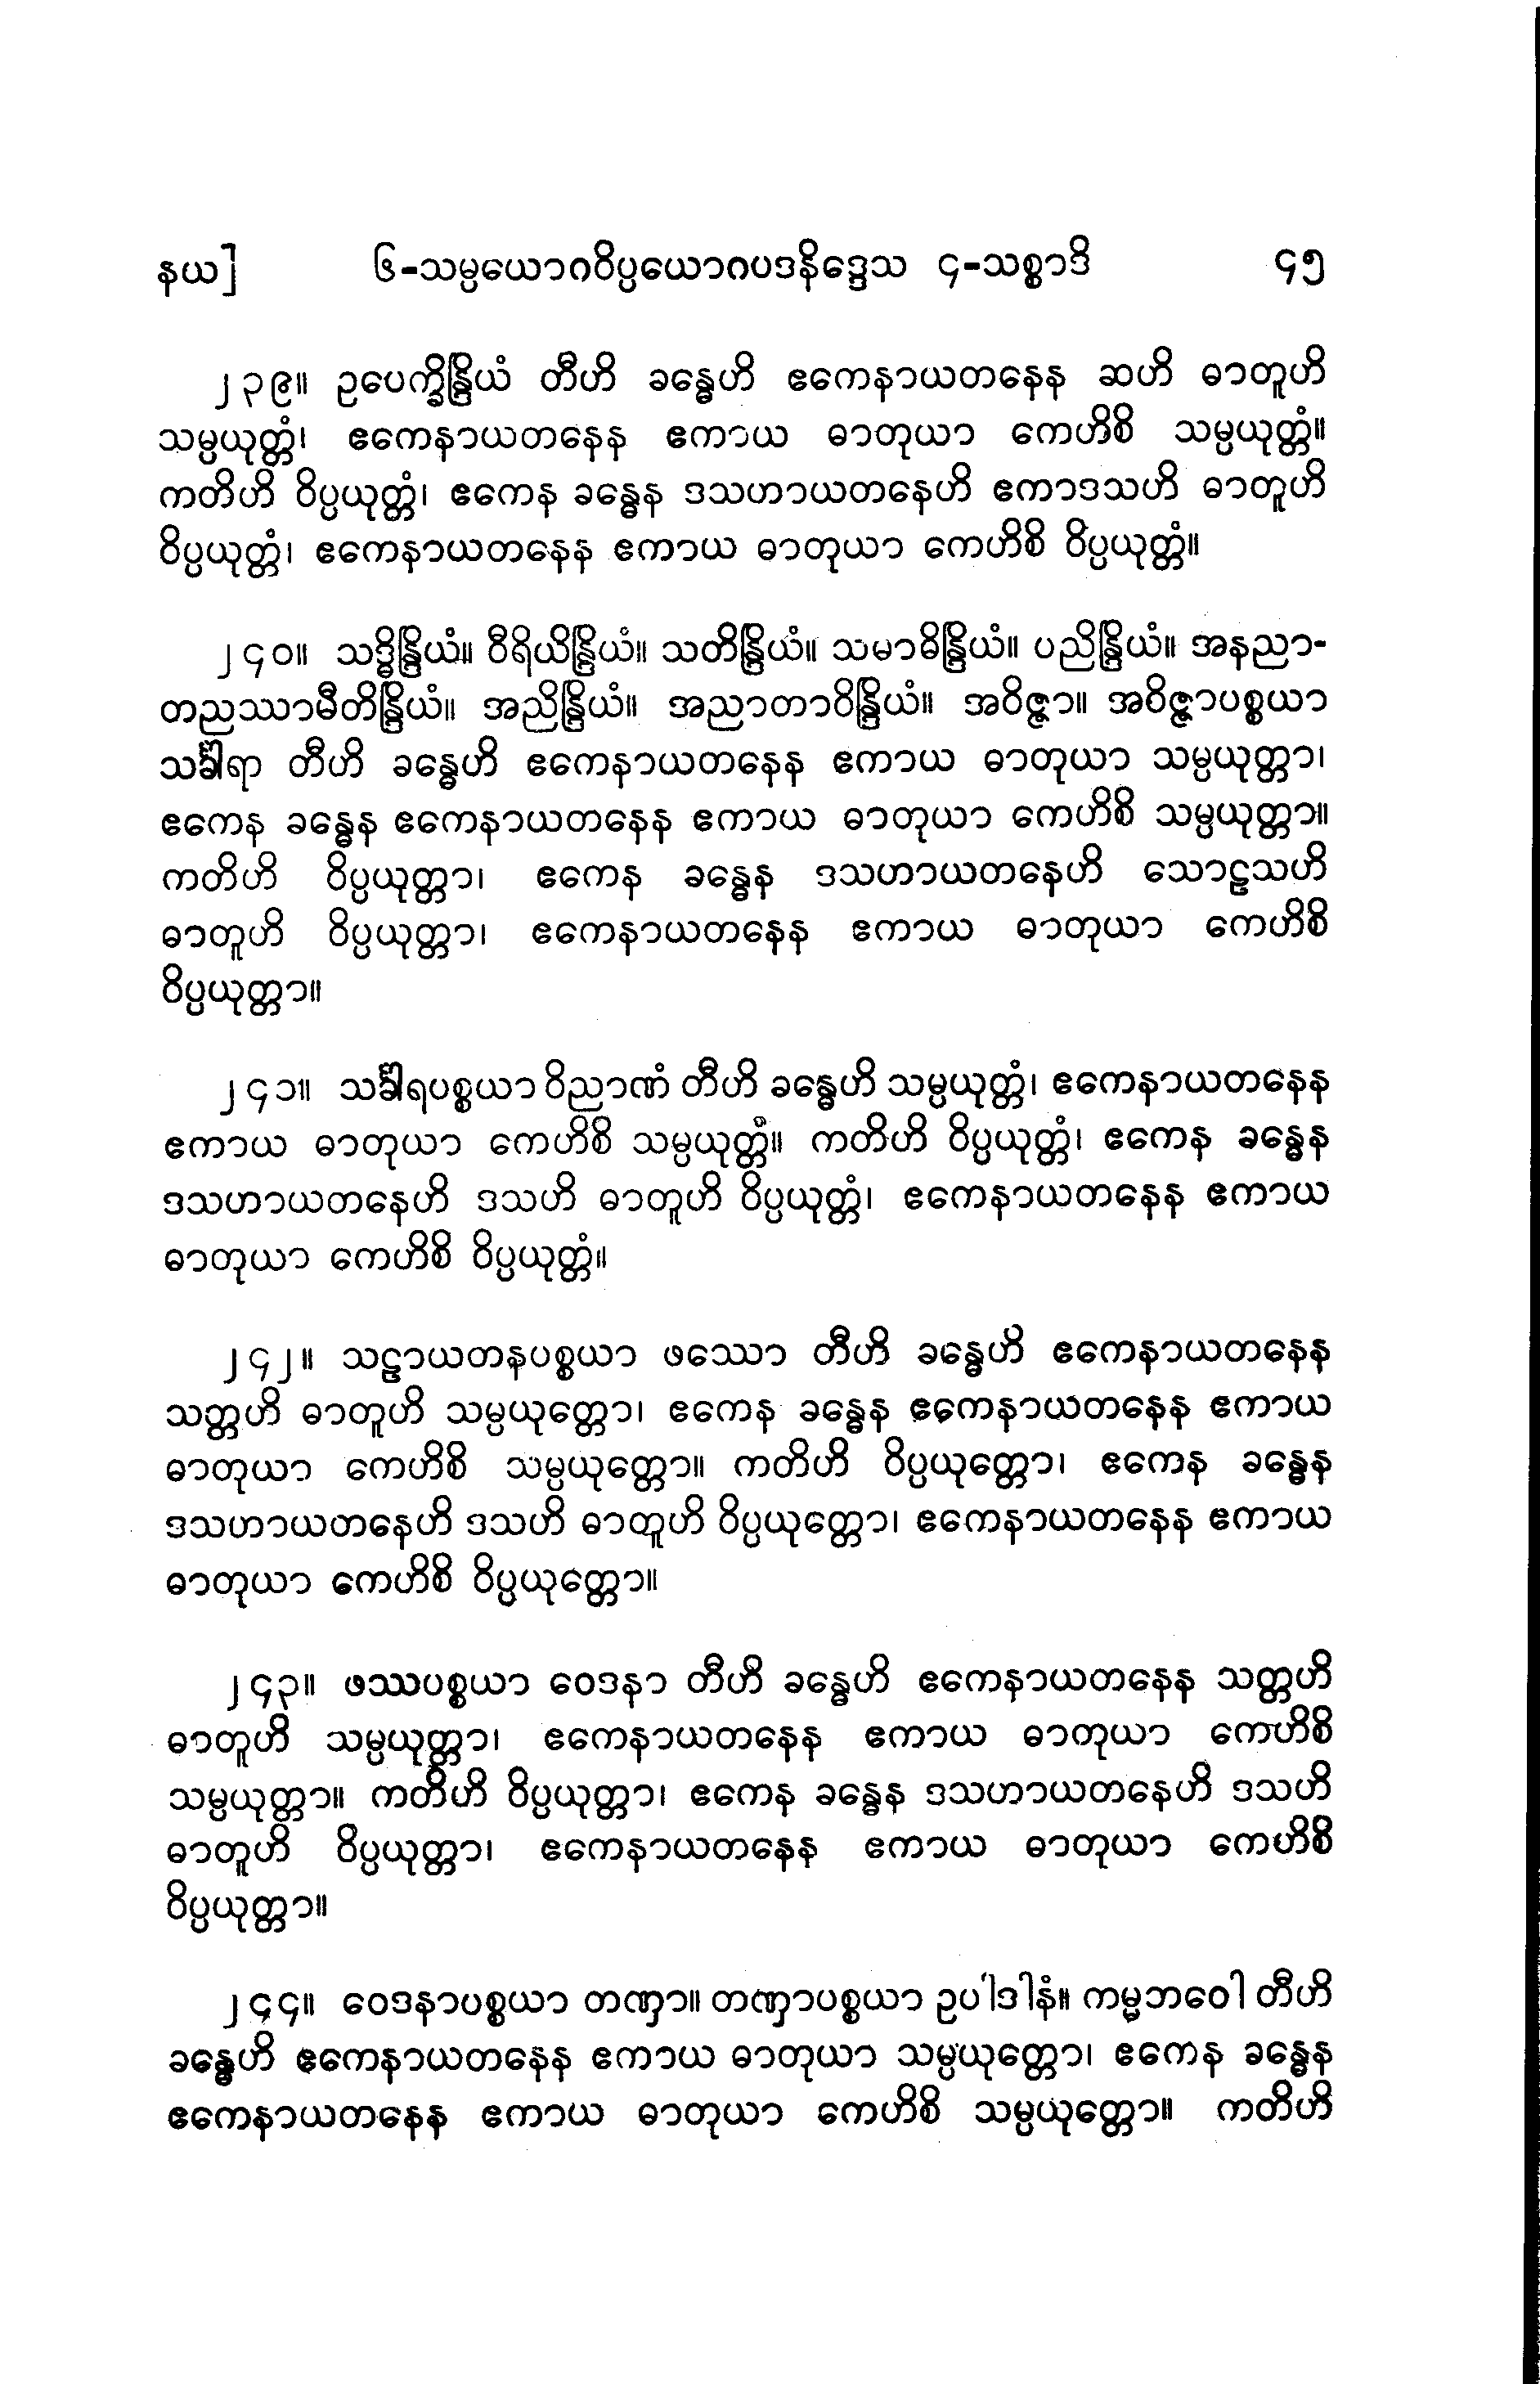 နယ] ၆-သမ္ပယောဂဝိပ္ပယောဂပဒနိဒ္ဒေသ ၄-သစ္စာဒိ ၄၅
၂၃၉။ ဥပေက္ခိန္ဒြိယံ တီဟိ ခန္ဓေဟိ ဧကေနာယတနေန ဆဟိ ဓာတူဟိ
သမ္ပယုတ္တံ၊ ဧကေနာယတနေန ဧကာယ ဓာတုယာ ကေဟိစိ သမ္ပယုတ္တံ။
ကတိဟိ ဝိပ္ပယုတ္တံ၊ ဧကေန ခန္ဓေန ဒသဟာယတနေဟိ ဧကာဒသဟိ ဓာတူဟိ
ဝိပ္ပယုတ္တံ၊ ဧကေနာယတနေန ဧကာယ ဓာတုယာ ကေဟိစိ ဝိပ္ပယုတ္တံ။
၂၄၀။ သဒ္ဓိန္ဒြိယံ။ ဝီရိယိန္ဒြိယံ။ သတိန္ဒြိယံ။ သမာဓိန္ဒြိယံ။ ပညိန္ဒြိယံ။ အနညာ-
တညဿာမီတိန္ဒြိယံ။ အညိန္ဒြိယံ။ အညာတာဝိန္ဒြိယံ။ အဝိဇ္ဇာ။ အဝိဇ္ဇာပစ္စယာ
သင်္ခါရာ တီဟိ ခန္ဓေဟိ ဧကေနာယတနေန ဧကာယ ဓာတုယာ သမ္ပယုတ္တာ၊
ဧကေန ခန္ဓေန ဧကေနာယတနေန ဧကာယ ဓာတုယာ ကေဟိစိ သမ္ပယုတ္တာ။
ကတိဟိ ဝိပ္ပယုတ္တာ၊ ဧကေန ခန္ဓေန ဒသဟာယတနေဟိ သောဠသဟိ
ဓာတူဟိ ဝိပ္ပယုတ္တာ၊ ဧကေနာယတနေန ဧကာယ ဓာတုယာ ကေဟိစိ
ဝိပ္ပယုတ္တာ။
၂၄၁။ သင်္ခါရပစ္စယာ ဝိညာဏံ တီဟိ ခန္ဓေဟိ သမ္ပယုတ္တံ၊ ဧကေနာယတနေန
ဧကာယ ဓာတုယာ ကေဟိစိ သမ္ပယုတ္တံ။ ကတိဟိ ဝိပ္ပယုတ္တံ၊ ဧကေန ခန္ဓေန
ဒသဟာယတနေဟိ ဒသဟိ ဓာတူဟိ ဝိပ္ပယုတ္တံ၊ ဧကေနာယတနေန ဧကာယ
ဓာတုယာ ကေဟိစိ ဝိပ္ပယုတ္တံ။
၂၄၂။ သဠာယတနပစ္စယာ ဖဿော တီဟိ ခန္ဓေဟိ ဧကေနာယတနေန
သတ္တဟိ ဓာတူဟိ သမ္ပယုတ္တော၊ ဧကေန ခန္ဓေန ဧကေနာယတနေန ဧကာယ
ဓာတုယာ ကေဟိစိ သမ္ပယုတ္တော။ ကတိဟိ ဝိပ္ပယုတ္တော၊ ဧကေန ခန္ဓေန
ဒသဟာယတနေဟိ ဒသဟိ ဓာတူဟိ ဝိပ္ပယုတ္တော၊ ဧကေနာယတနေန ဧကာယ
ဓာတုယာ ကေဟိစိ ဝိပ္ပယုတ္တော။
၂၄၃။ ဖဿပစ္စယာ ဝေဒနာ တီဟိ ခန္ဓေဟိ ဧကေနာယတနေန သတ္တဟိ
ဓာတူဟိ သမ္ပယုတ္တာ၊ ဧကေနာယတနေန ဧကာယ ဓာတုယာ ကေဟိစိ
သမ္ပယုတ္တာ။ ကတိဟိ ဝိပ္ပယုတ္တာ၊ ဧကေန ခန္ဓေန ဒသဟာယတနေဟိ ဒသဟိ
ဓာတူဟိ ဝိပ္ပယုတ္တာ၊ ဧကေနာယတနေန ဧကာယ ဓာတုယာ ကေဟိစိ
ဝိပ္ပယုတ္တာ။
၂၄၄။ ဝေဒနာပစ္စယာ တဏှာ။ တဏှာပစ္စယာ ဥပါဒါနံ။ ကမ္မဘဝေါ တီဟိ
ခန္ဓေဟိ ဧကေနာယတနေန ဧကာယ ဓာတုယာ သမ္ပယုတ္တော၊ ဧကေန ခန္ဓေန
ဧကေနာယတနေန ဧကာယ ဓာတုယာ ကေဟိစိ သမ္ပယုတ္တော။ ကတိဟိ